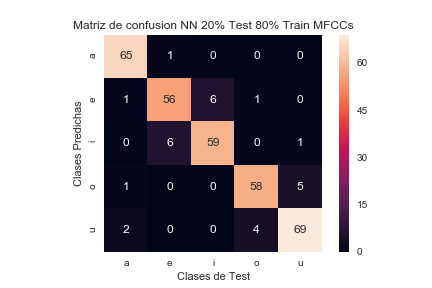 Matriz de confusion NN 20% Test 80% Train MFCCs
a 65 1 0 0 0
e 1 56 6 1 0
i 0 6 59 0 1
o 1 0 0 58 5
u 2 0 0 4 69
a e i o u
Clases Predichas
Clases de Test
60
45
30
15
0